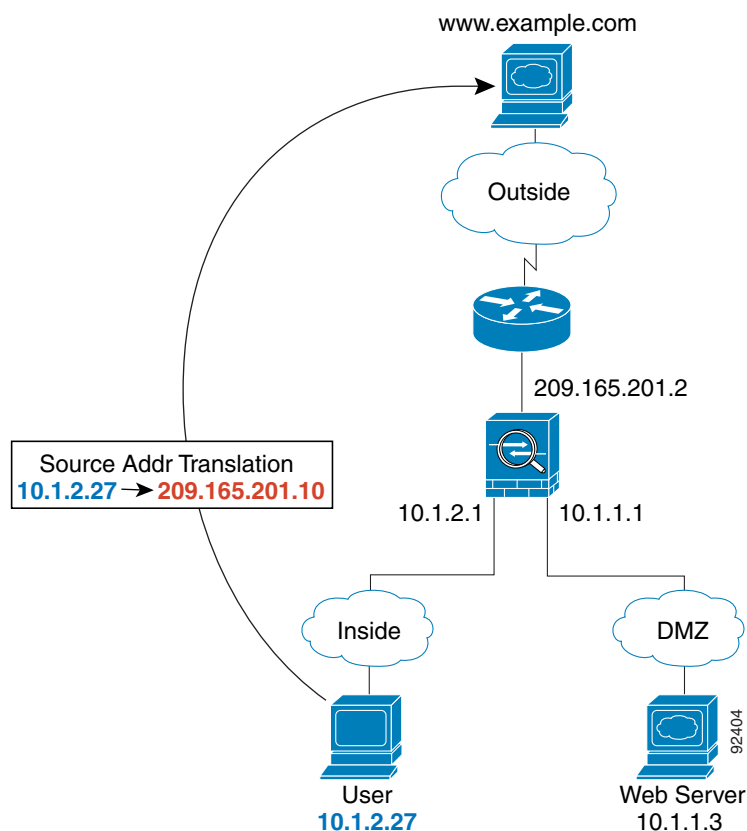 www.example.com
Outside
209.165.201.2
Source Addr Translation
10.1.2.27 209.165.201.10
10.1.2.1 10.1.1.1
Inside DMZ
92404
User Web Server
10.1.2.27 10.1.1.3